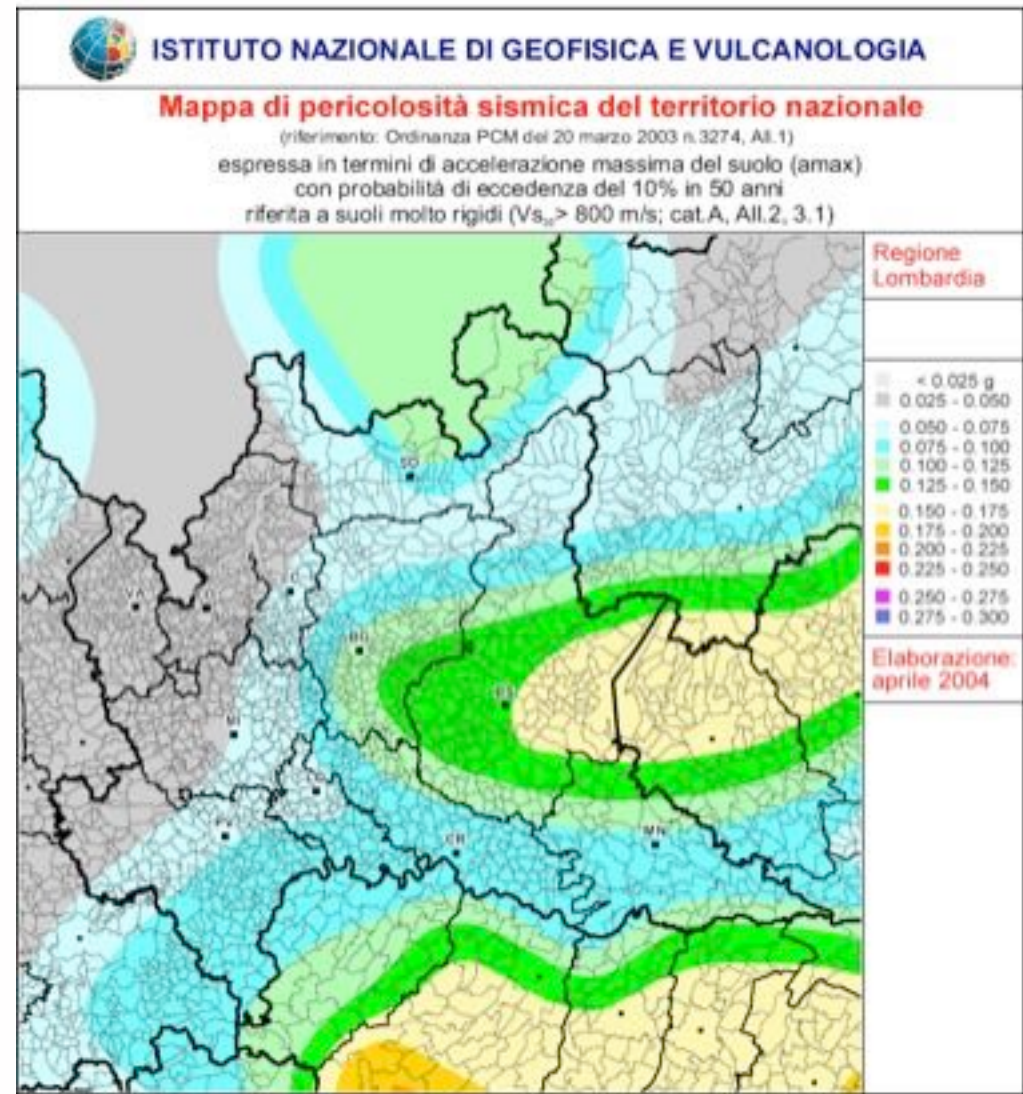 ISTITUTO NAZIONALE DI GEOFISICA E VULCANOLOGIA
Mappa di pericolosità sismica del territorio nazionale
(riferimento: Ordinanza PCM del 20 marzo 2003 n.3274, All.1)
espressa in termini di accelerazione massima del suolo (amax)
con probabilità di eccedenza del 10% in 50 anni
riferita a suoli molto rigidi (Vs₃₀> 800 m/s; cat.A, All.2, 3.1)
Regione
Lombardia
< 0.025 g
0.025 - 0.050
0.050 - 0.075
0.075 - 0.100
0.100 - 0.125
0.125 - 0.150
0.150 - 0.175
0.175 - 0.200
0.200 - 0.225
0.225 - 0.250
0.250 - 0.275
0.275 - 0.300
Elaborazione:
aprile 2004
SO
VA
BG
BS
MI
PV
CR
MN